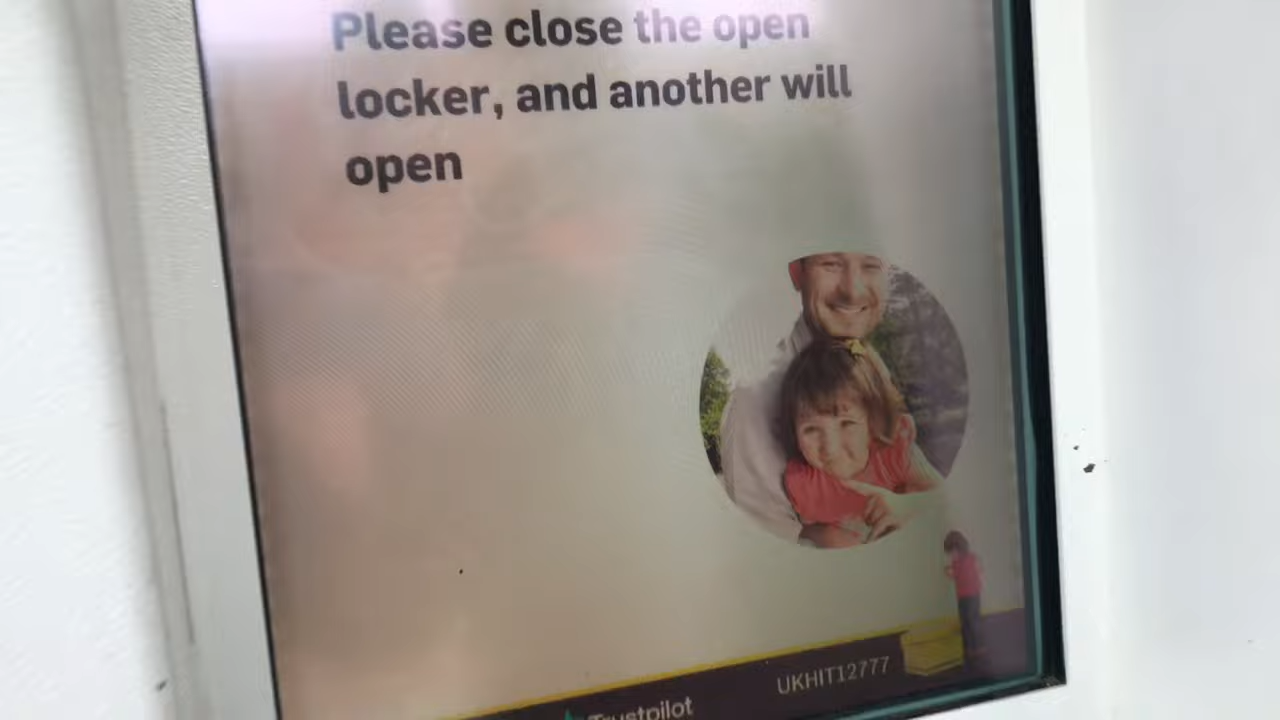 Please close the open
locker, and another will
open
UKHIT12777
Trustpilot